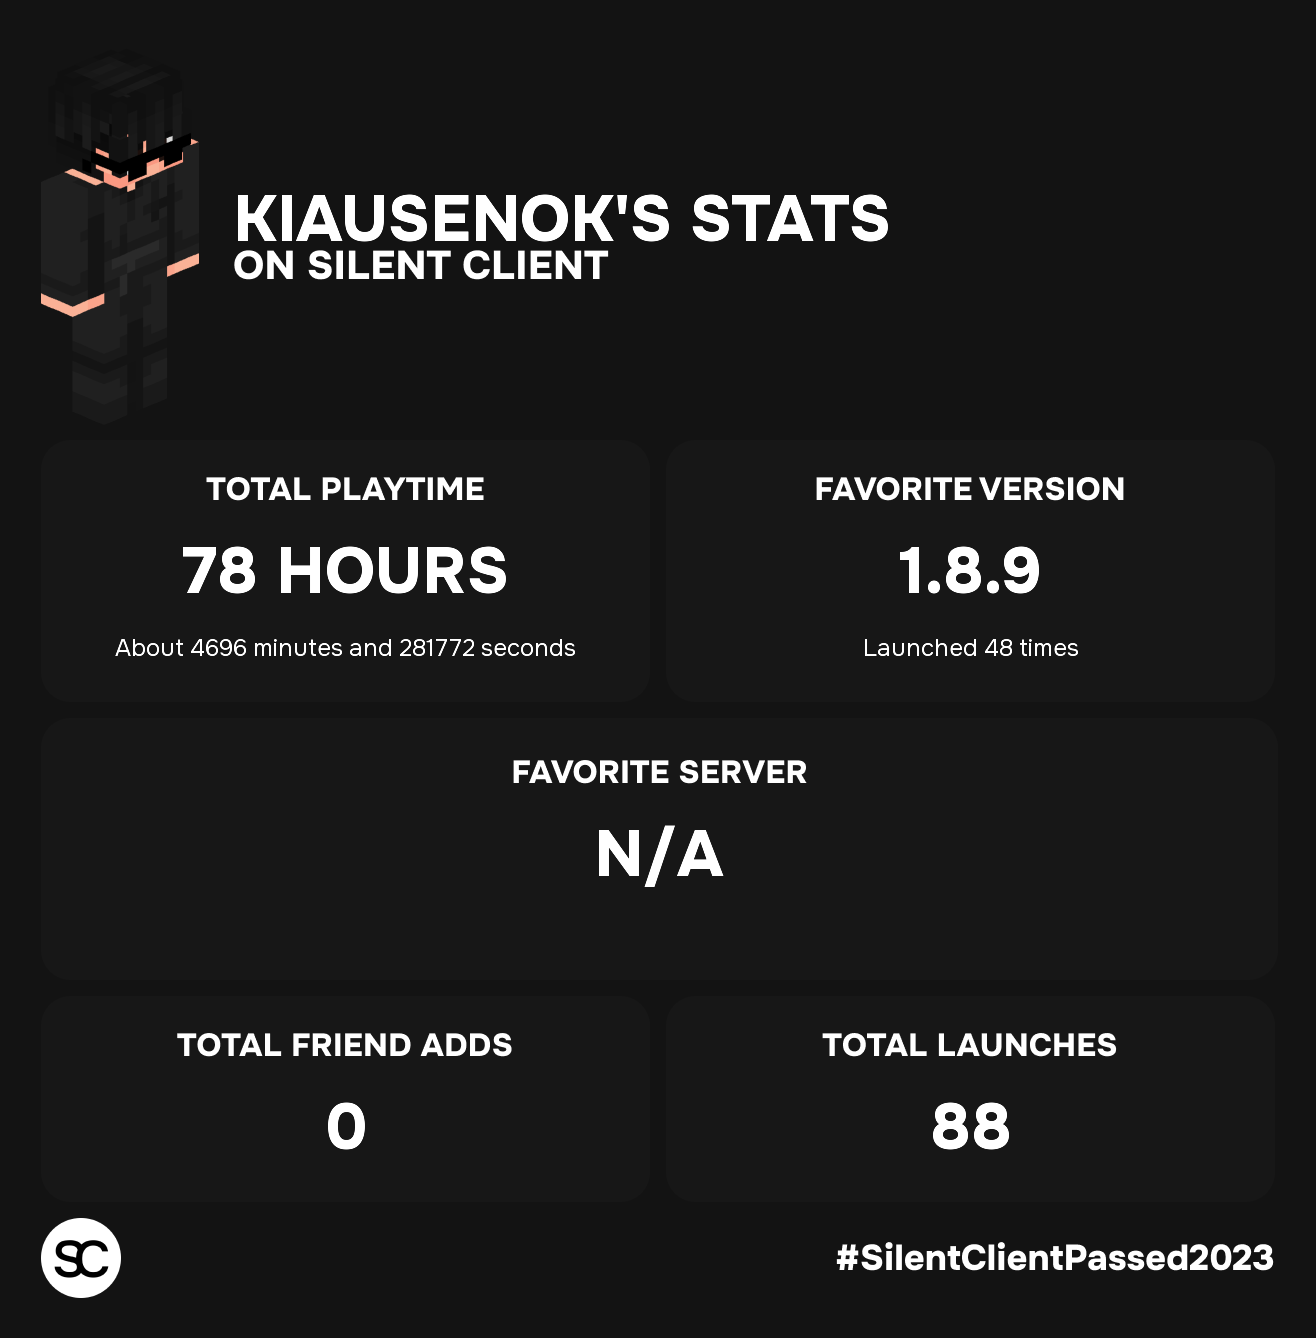 KIAUSENOK'S STATS
ON SILENT CLIENT
TOTAL PLAYTIME
78 HOURS
About 4696 minutes and 281772 seconds
FAVORITE VERSION
1.8.9
Launched 48 times
FAVORITE SERVER
N/A
TOTAL FRIEND ADDS
0
TOTAL LAUNCHES
88
SC
#SilentClientPassed2023